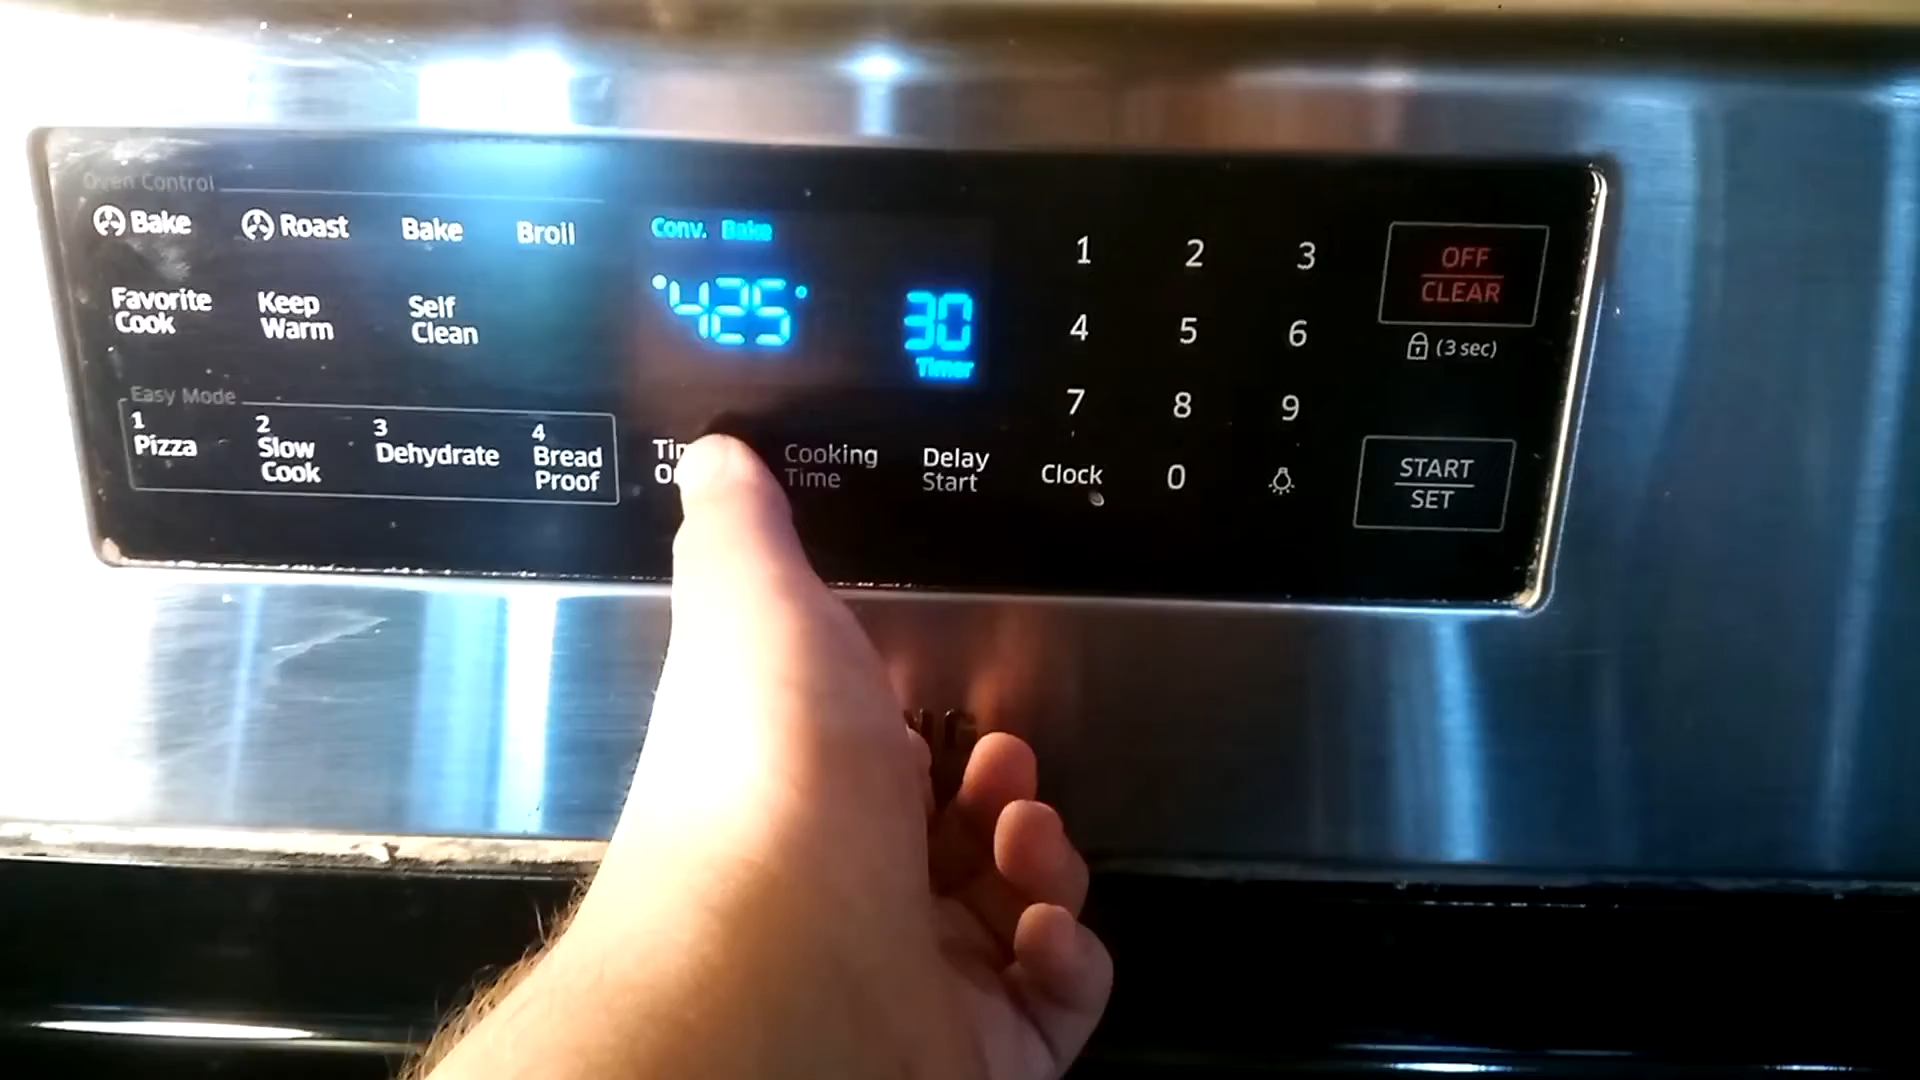 Oven Control
Bake
Roast
Bake
Broil
Favorite
Cook
Keep
Warm
Self
Clean
Easy Mode
1
Pizza
2
Slow
Cook
3
Dehydrate
4
Bread
Proof
Conv. Bake
425°
30
Timer
Cooking
Time
Delay
Start
Clock
1 2 3
4 5 6
7 8 9
0
OFF
CLEAR
(3 sec)
START
SET